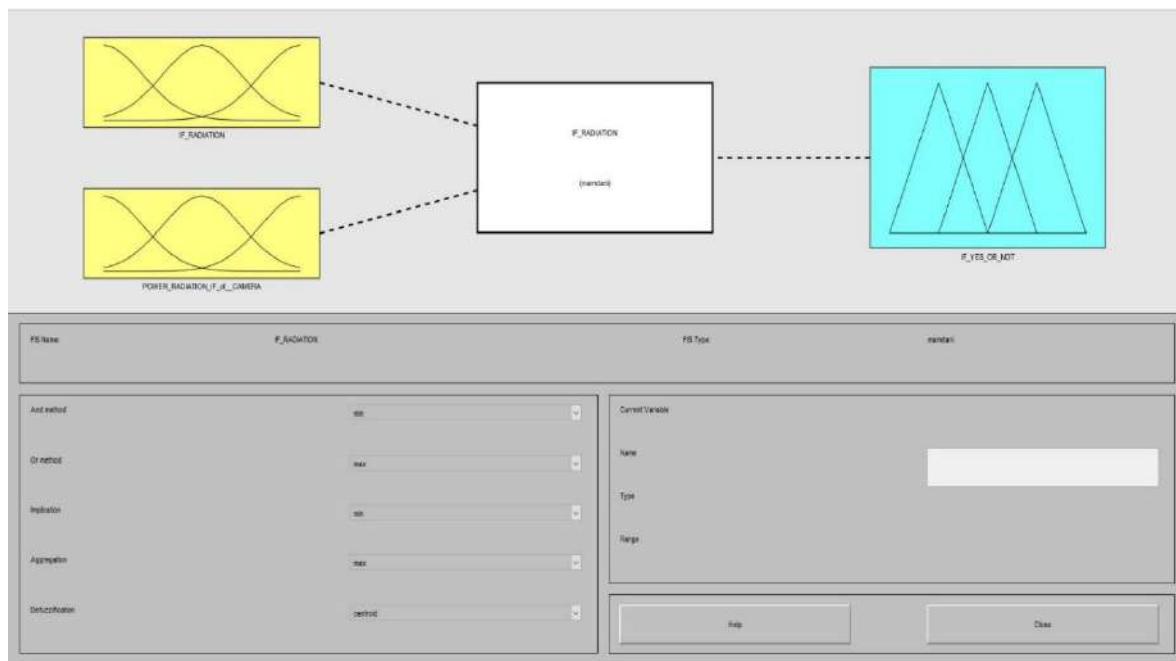 IF_RADIATION
IF_RADIATION
(mamdani)
POWER_RADIATION_IF_of__CAMERA
IF_YES_OR_NOT
FIS Name: IF_RADIATION FIS Type: mamdani
And method min
Or method max
Implication min
Aggregation max
Defuzzification centroid
Current Variable
Name
Type
Range
Help Close